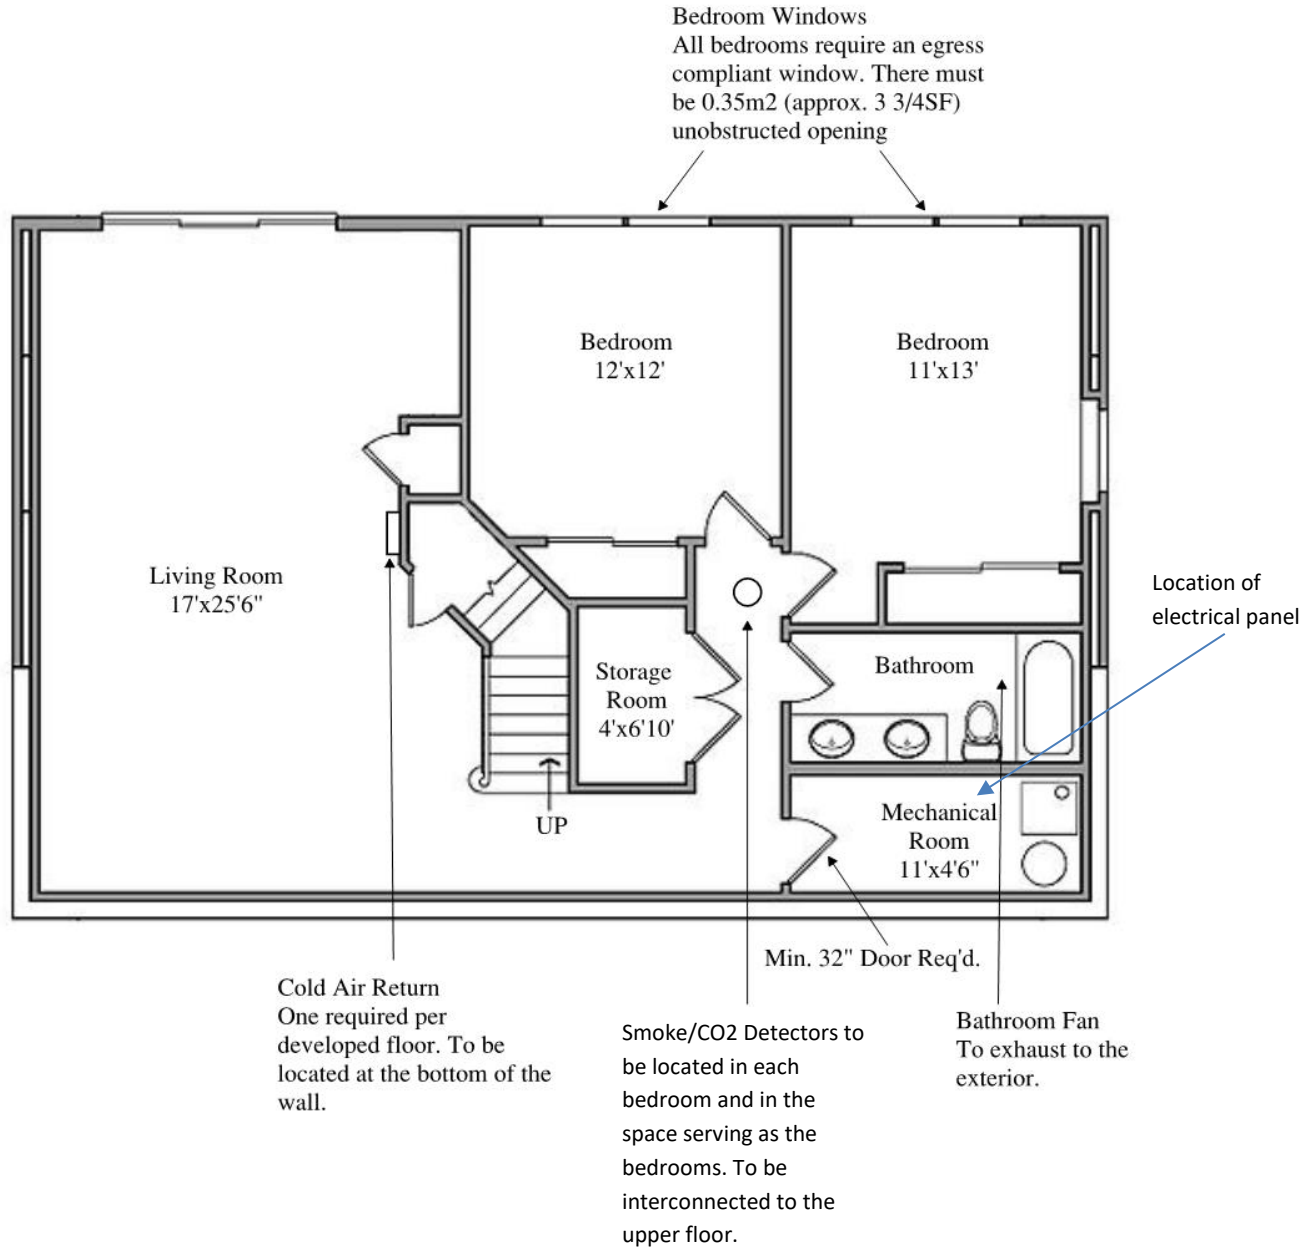 Bedroom Windows
All bedrooms require an egress
compliant window. There must
be 0.35m2 (approx. 3 3/4SF)
unobstructed opening
Bedroom
12'x12'
Bedroom
11'x13'
Living Room
17'x25'6"
Location of
electrical panel
Storage
Room
4'x6'10'
Bathroom
UP
Mechanical
Room
11'x4'6"
Min. 32" Door Req'd.
Cold Air Return
One required per
developed floor. To be
located at the bottom of the
wall.
Smoke/CO2 Detectors to
be located in each
bedroom and in the
space serving as the
bedrooms. To be
interconnected to the
upper floor.
Bathroom Fan
To exhaust to the
exterior.